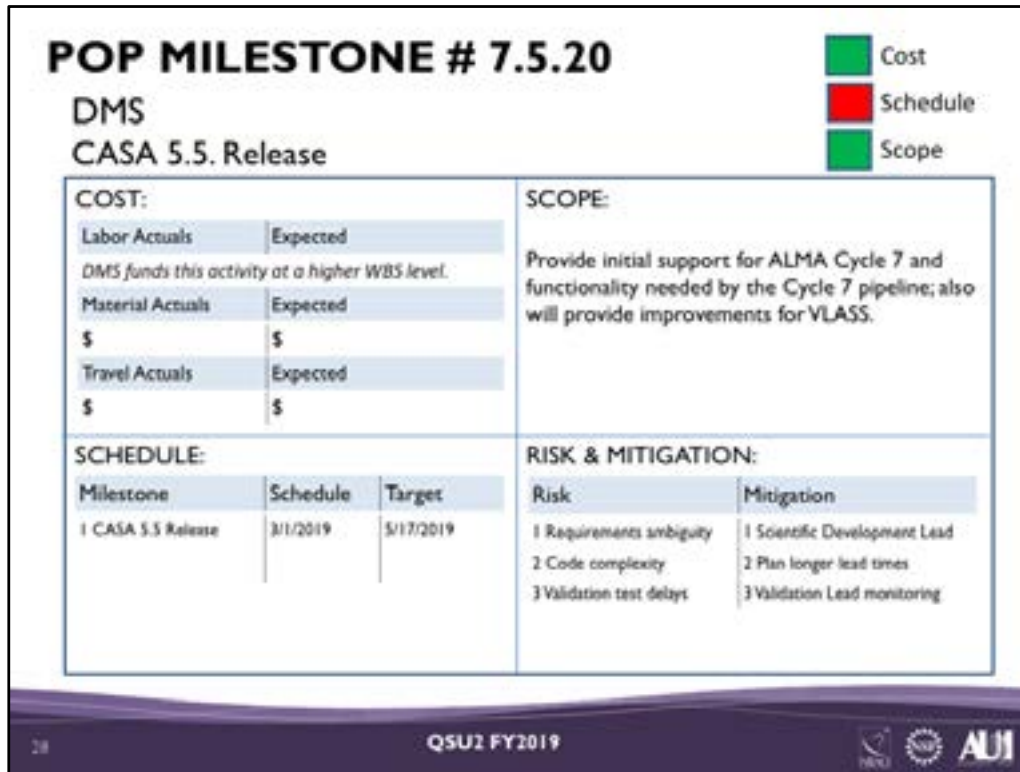 POP MILESTONE # 7.5.20
DMS
CASA 5.5. Release
Cost
Schedule
Scope
COST:
Labor Actuals Expected
DMS funds this activity at a higher WBS level.
Material Actuals Expected
$ $
Travel Actuals Expected
$ $
SCOPE:
Provide initial support for ALMA Cycle 7 and
functionality needed by the Cycle 7 pipeline; also
will provide improvements for VLASS.
SCHEDULE:
Milestone Schedule Target
1 CASA 5.5 Release 3/1/2019 5/17/2019
RISK & MITIGATION:
Risk Mitigation
1 Requirements ambiguity 1 Scientific Development Lead
2 Code complexity 2 Plan longer lead times
3 Validation test delays 3 Validation Lead monitoring
28
QSU2 FY2019
NRAO NSF AUI